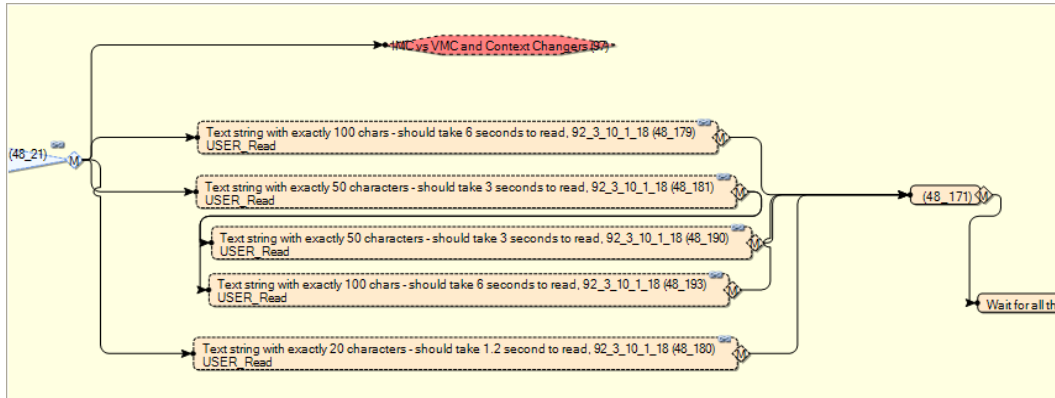 IMC vs VMC and Context Changers (97)
Text string with exactly 100 chars - should take 6 seconds to read, 92_3_10_1_18 (48_179)
USER_Read
M
(48_21)
M
Text string with exactly 50 characters - should take 3 seconds to read, 92_3_10_1_18 (48_181)
USER_Read
M
(48_171)
M
Text string with exactly 50 characters - should take 3 seconds to read, 92_3_10_1_18 (48_190)
USER_Read
M
Text string with exactly 100 chars - should take 6 seconds to read, 92_3_10_1_18 (48_193)
USER_Read
M
Wait for all th
Text string with exactly 20 characters - should take 1.2 second to read, 92_3_10_1_18 (48_180)
USER_Read
M